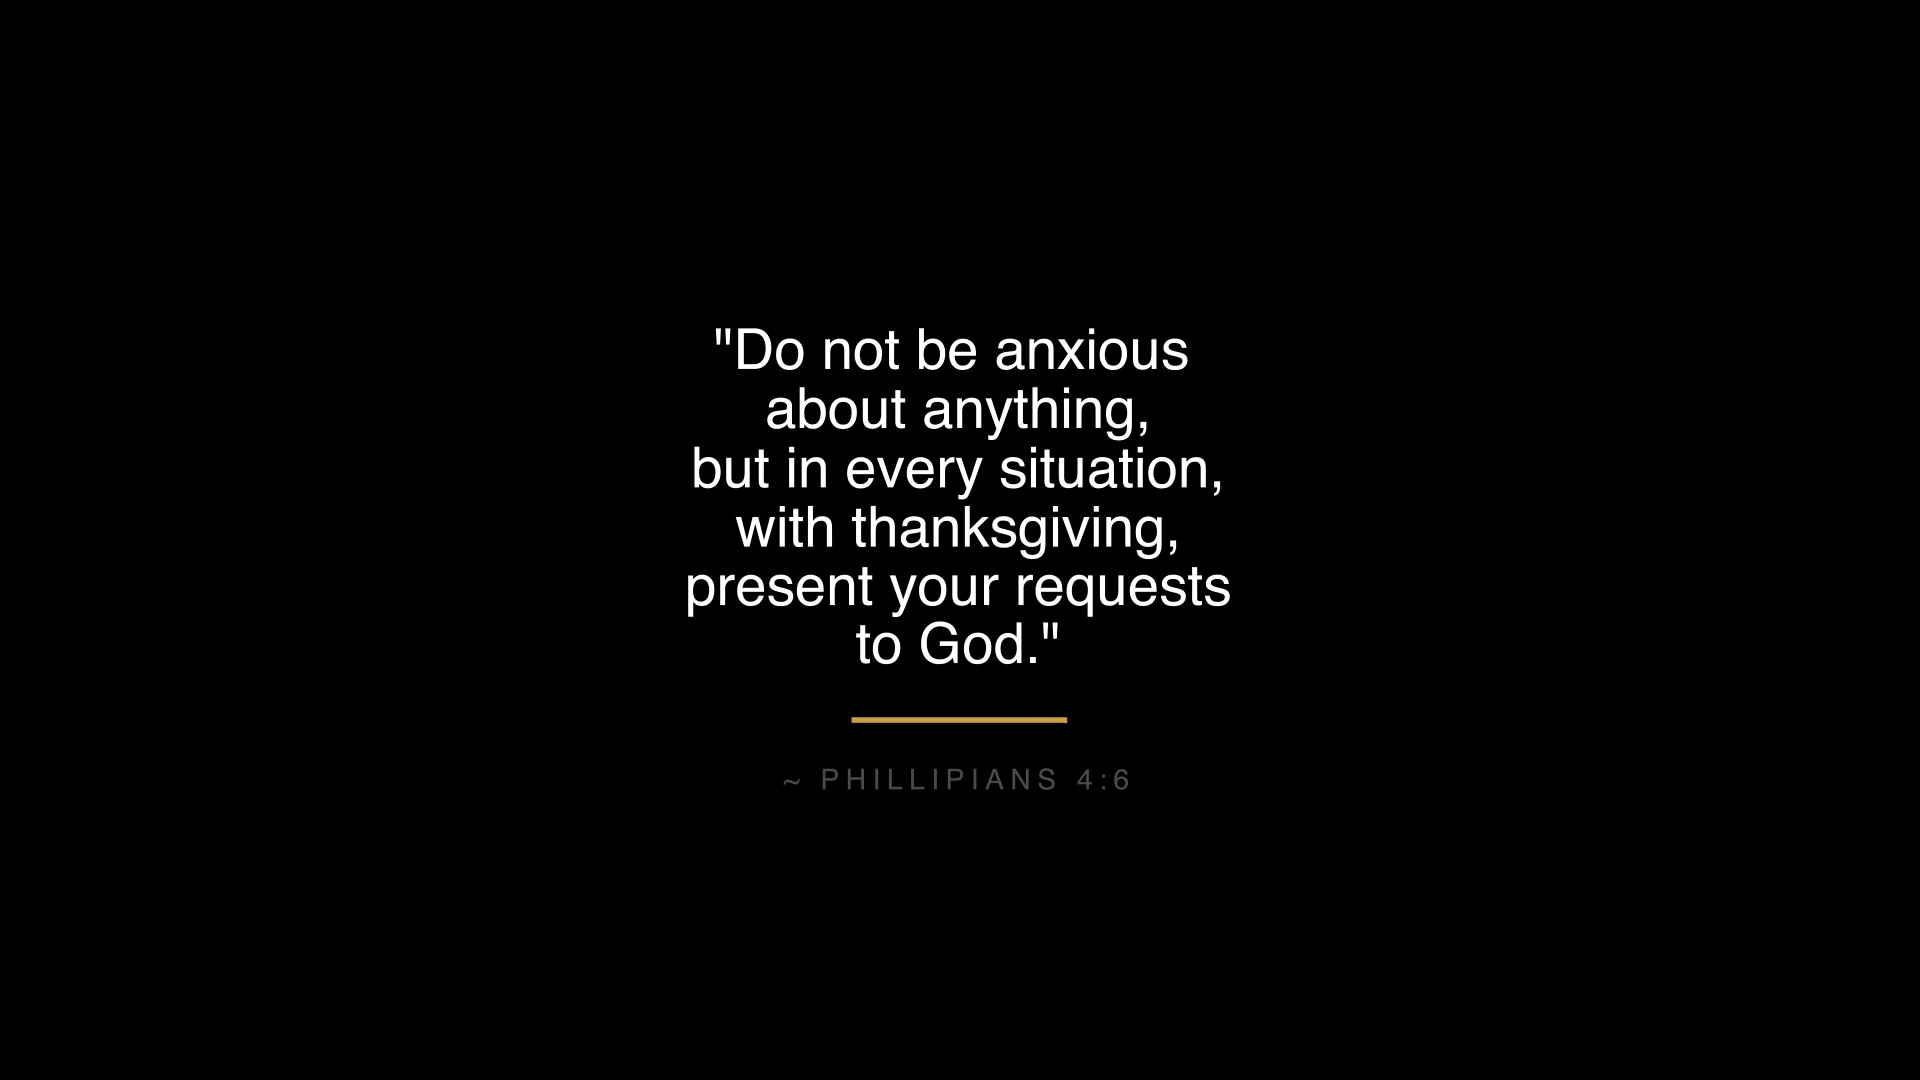 "Do not be anxious
about anything,
but in every situation,
with thanksgiving,
present your requests
to God."
~ PHILLIPIANS 4:6